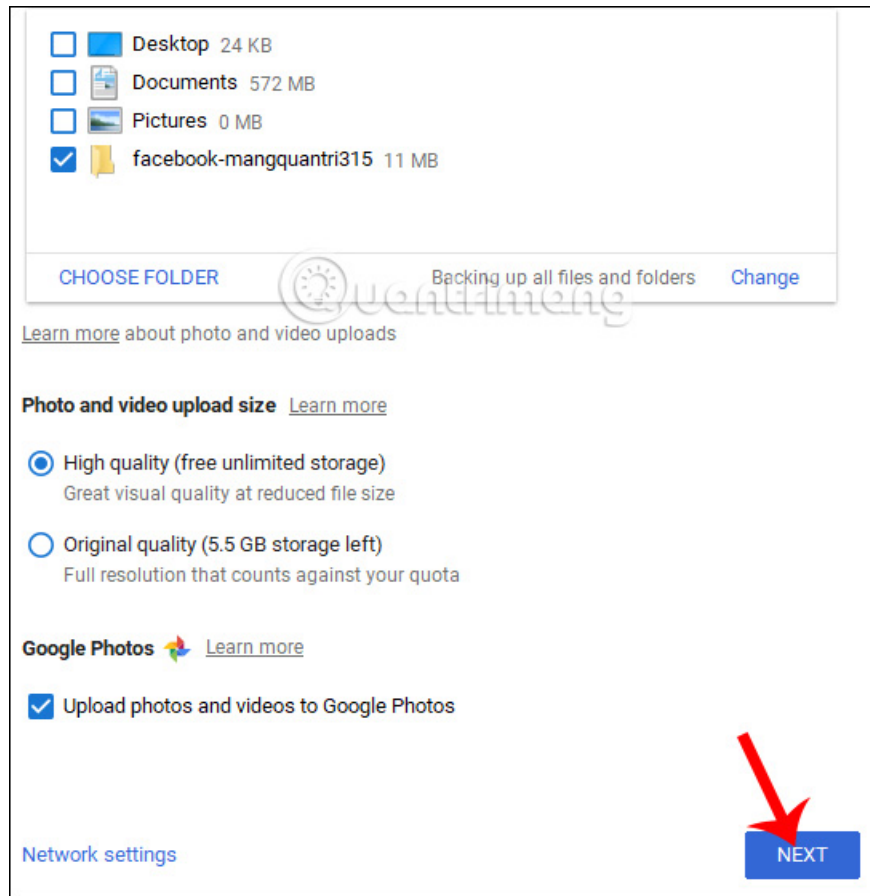 Desktop 24 KB
Documents 572 MB
Pictures 0 MB
facebook-mangquantri315 11 MB
CHOOSE FOLDER Backing up all files and folders Change
Quantrimang
Learn more about photo and video uploads
Photo and video upload size Learn more
High quality (free unlimited storage)
Great visual quality at reduced file size
Original quality (5.5 GB storage left)
Full resolution that counts against your quota
Google Photos Learn more
Upload photos and videos to Google Photos
Network settings NEXT